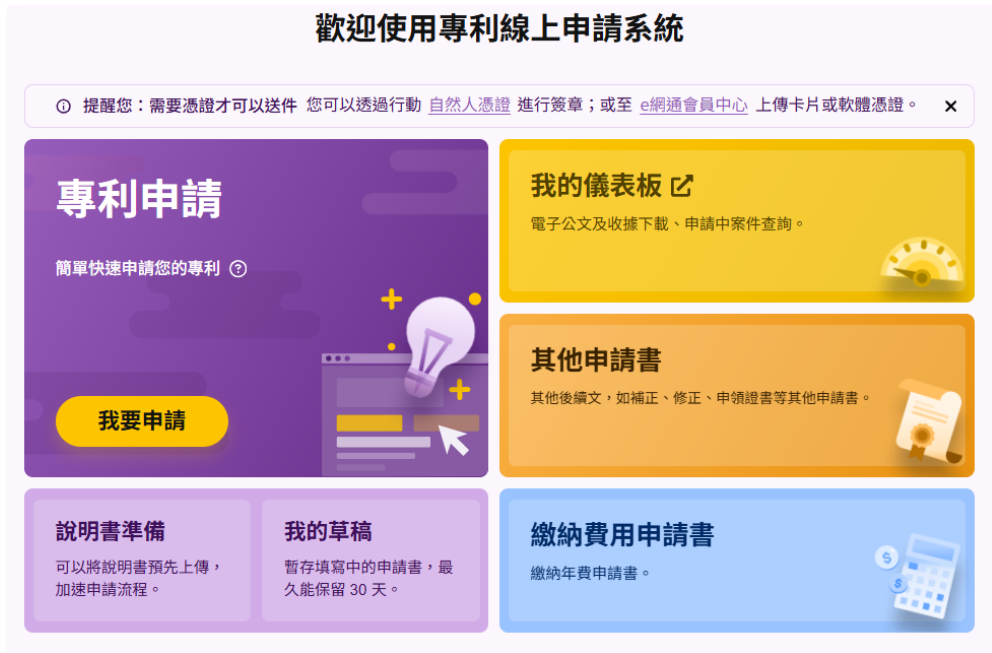 歡迎使用專利線上申請系統
提醒您：需要憑證才可以送件 您可以透過行動 自然人憑證 進行簽章；或至 e網通會員中心 上傳卡片或軟體憑證。
專利申請
簡單快速申請您的專利
我要申請
我的儀表板
電子公文及收據下載、申請中案件查詢。
其他申請書
其他後續文，如補正、修正、申領證書等其他申請書。
說明書準備
可以將說明書預先上傳，
加速申請流程。
我的草稿
暫存填寫中的申請書，最
久能保留 30 天。
繳納費用申請書
繳納年費申請書。